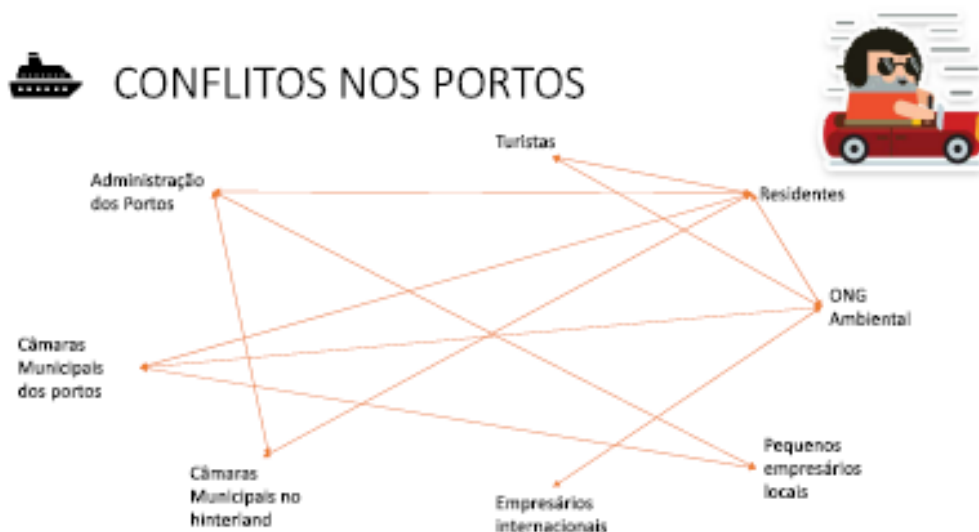 CONFLITOS NOS PORTOS
Turistas
Administração
dos Portos
Residentes
ONG
Ambiental
Câmaras
Municipais
dos portos
Pequenos
empresários
locais
Câmaras
Municipais no
hinterland
Empresários
internacionais